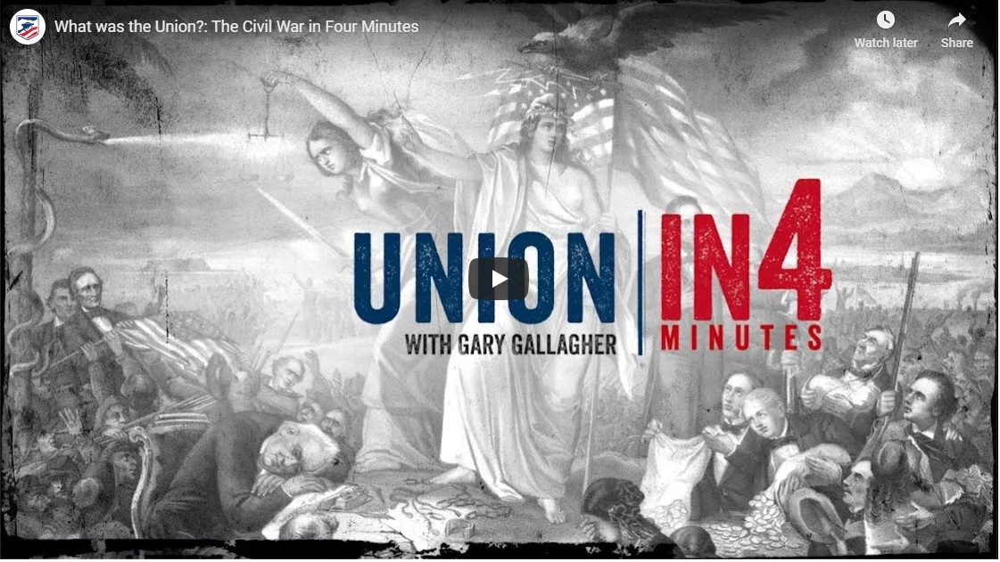 What was the Union?: The Civil War in Four Minutes
Watch later
Share
UNION
IN4
WITH GARY GALLAGHER
MINUTES